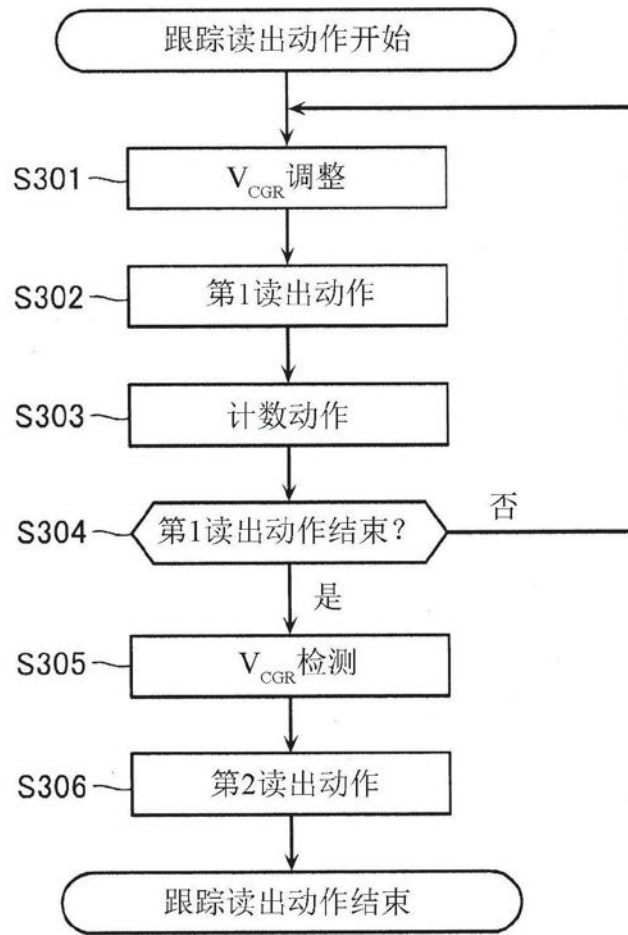 跟踪读出动作开始
S301
V_CGR调整
S302
第1读出动作
S303
计数动作
S304
第1读出动作结束?
否
是
S305
V_CGR检测
S306
第2读出动作
跟踪读出动作结束